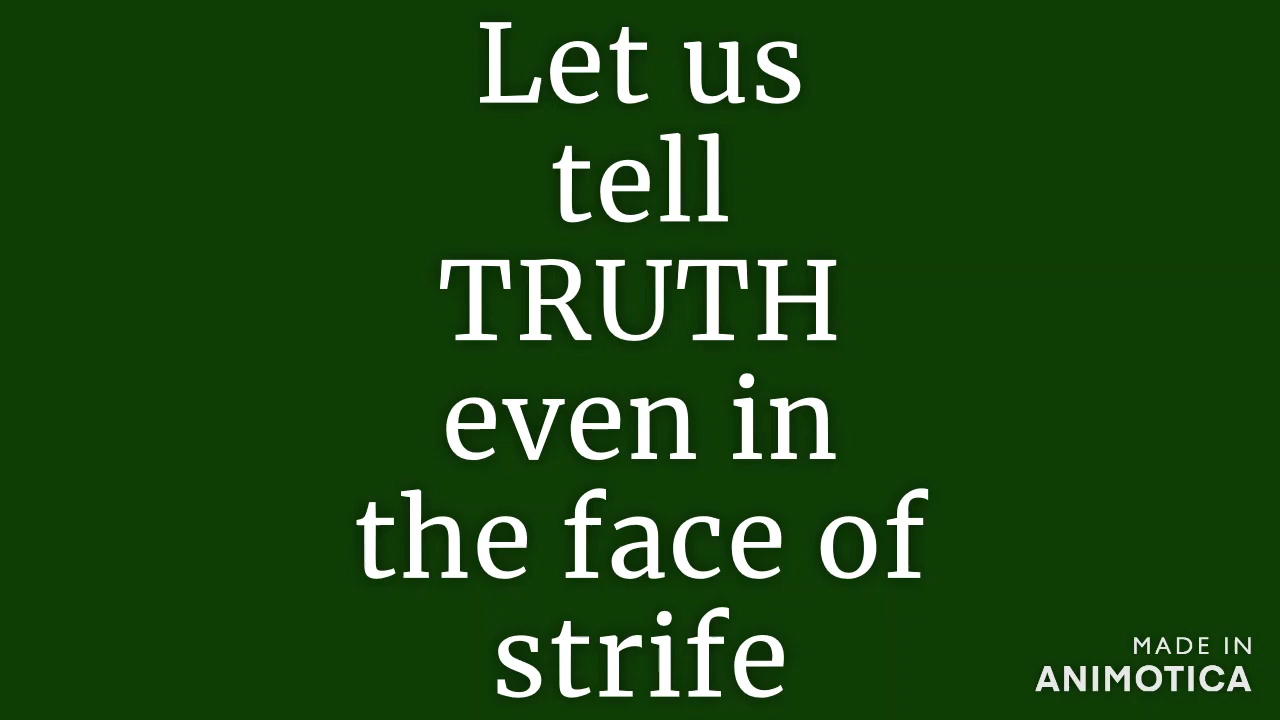 Let us
tell
TRUTH
even in
the face of
strife
MADE IN
ANIMOTICA